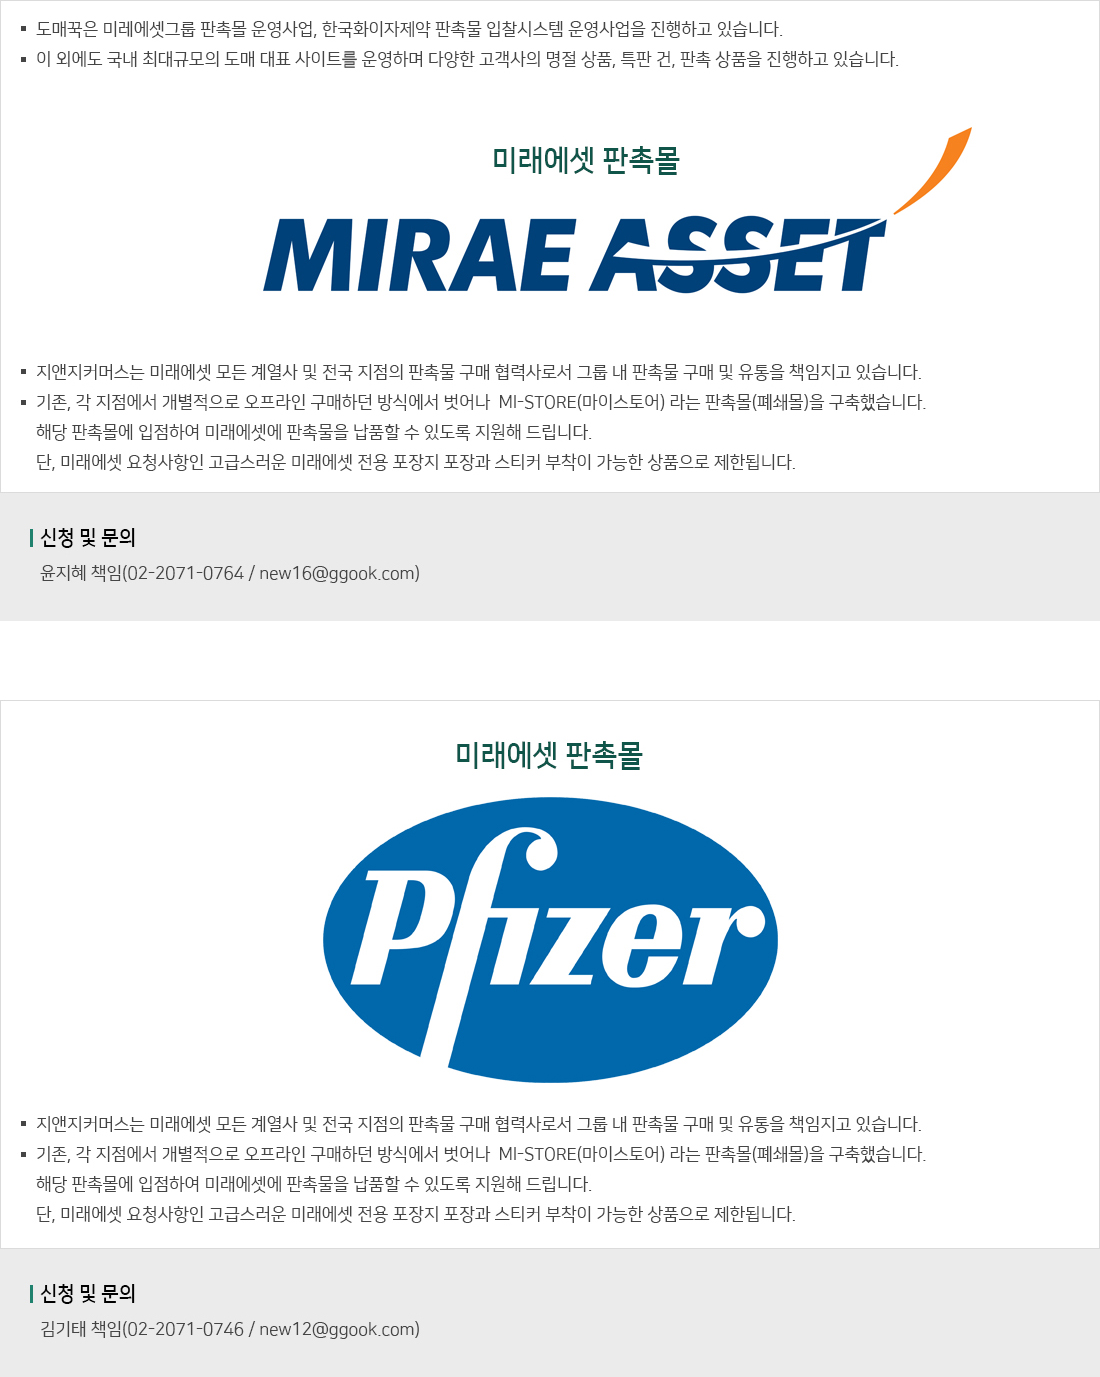 도매꾹은 미레에셋그룹 판촉몰 운영사업, 한국화이자제약 판촉물 입찰시스템 운영사업을 진행하고 있습니다.
이 외에도 국내 최대규모의 도매 대표 사이트를 운영하며 다양한 고객사의 명절 상품, 특판 건, 판촉 상품을 진행하고 있습니다.
미래에셋 판촉몰
MIRAE ASSET
지앤지커머스는 미래에셋 모든 계열사 및 전국 지점의 판촉물 구매 협력사로서 그룹 내 판촉물 구매 및 유통을 책임지고 있습니다.
기존, 각 지점에서 개별적으로 오프라인 구매하던 방식에서 벗어나 MI-STORE(마이스토어) 라는 판촉몰(폐쇄몰)을 구축했습니다.
해당 판촉몰에 입점하여 미래에셋에 판촉물을 납품할 수 있도록 지원해 드립니다.
단, 미래에셋 요청사항인 고급스러운 미래에셋 전용 포장지 포장과 스티커 부착이 가능한 상품으로 제한됩니다.
신청 및 문의
윤지혜 책임(02-2071-0764 / new16@ggook.com)
미래에셋 판촉몰
Pfizer
지앤지커머스는 미래에셋 모든 계열사 및 전국 지점의 판촉물 구매 협력사로서 그룹 내 판촉물 구매 및 유통을 책임지고 있습니다.
기존, 각 지점에서 개별적으로 오프라인 구매하던 방식에서 벗어나 MI-STORE(마이스토어) 라는 판촉몰(폐쇄몰)을 구축했습니다.
해당 판촉몰에 입점하여 미래에셋에 판촉물을 납품할 수 있도록 지원해 드립니다.
단, 미래에셋 요청사항인 고급스러운 미래에셋 전용 포장지 포장과 스티커 부착이 가능한 상품으로 제한됩니다.
신청 및 문의
김기태 책임(02-2071-0746 / new12@ggook.com)